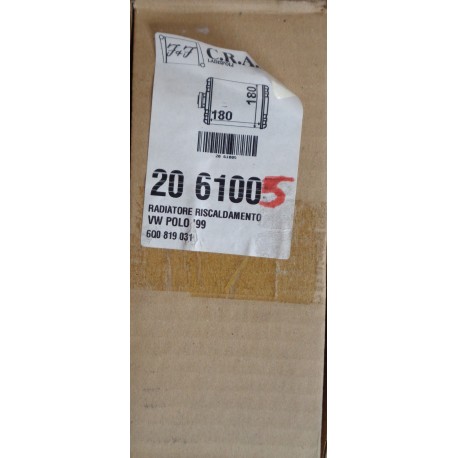 C.R.A.
180
180
20 61005
RADIATORE RISCALDAMENTO
VW POLO '99
6Q0 819 031